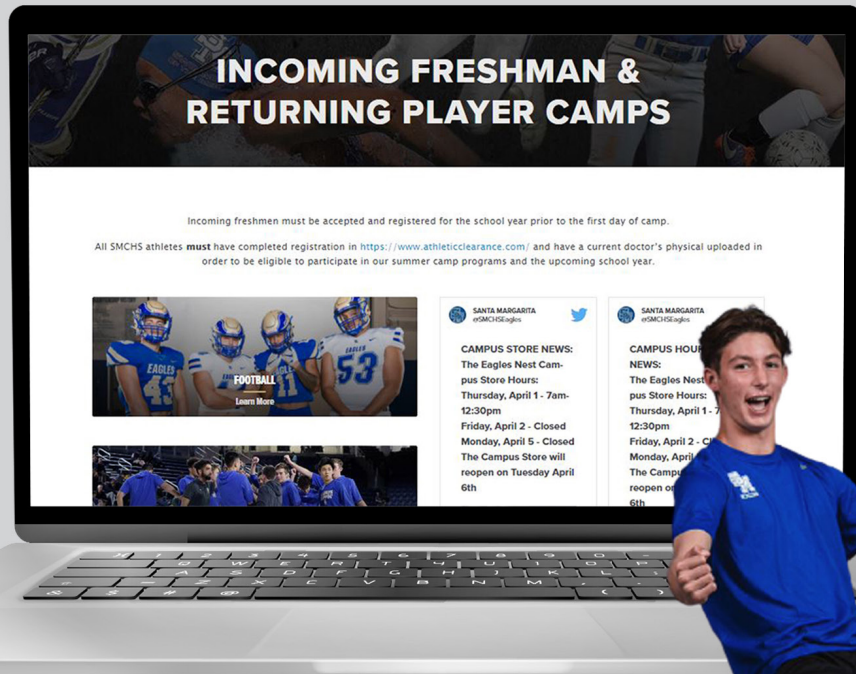 INCOMING FRESHMAN &
RETURNING PLAYER CAMPS
Incoming freshmen must be accepted and registered for the school year prior to the first day of camp.
All SMCHS athletes must have completed registration in https://www.athleticclearance.com/ and have a current doctor's physical uploaded in
order to be eligible to participate in our summer camp programs and the upcoming school year.
EAGLES
43
EAGLES
41
EAGLES
53
FOOTBALL
Learn More
SANTA MARGARITA
@SMCHSEagles
CAMPUS STORE NEWS:
The Eagles Nest Cam-
pus Store Hours:
Thursday, April 1 - 7am-
12:30pm
Friday, April 2 - Closed
Monday, April 5 - Closed
The Campus Store will
reopen on Tuesday April
6th
SANTA MARGARITA
@SMCHSEagles
CAMPUS HOUR
NEWS:
The Eagles Nest
pus Store Hours:
Thursday, April 1 - 7
12:30pm
Friday, April 2 - Cl
Monday, April
The Campu
reopen on
6th